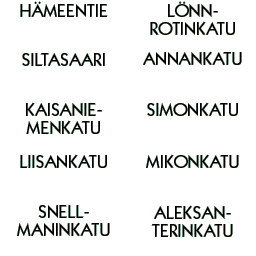 HÄMEENTIE
LÖNN-
ROTINKATU
SILTASAARI
ANNANKATU
KAISANIE-
MENKATU
SIMONKATU
LIISANKATU
MIKONKATU
SNELL-
MANINKATU
ALEKSAN-
TERINKATU